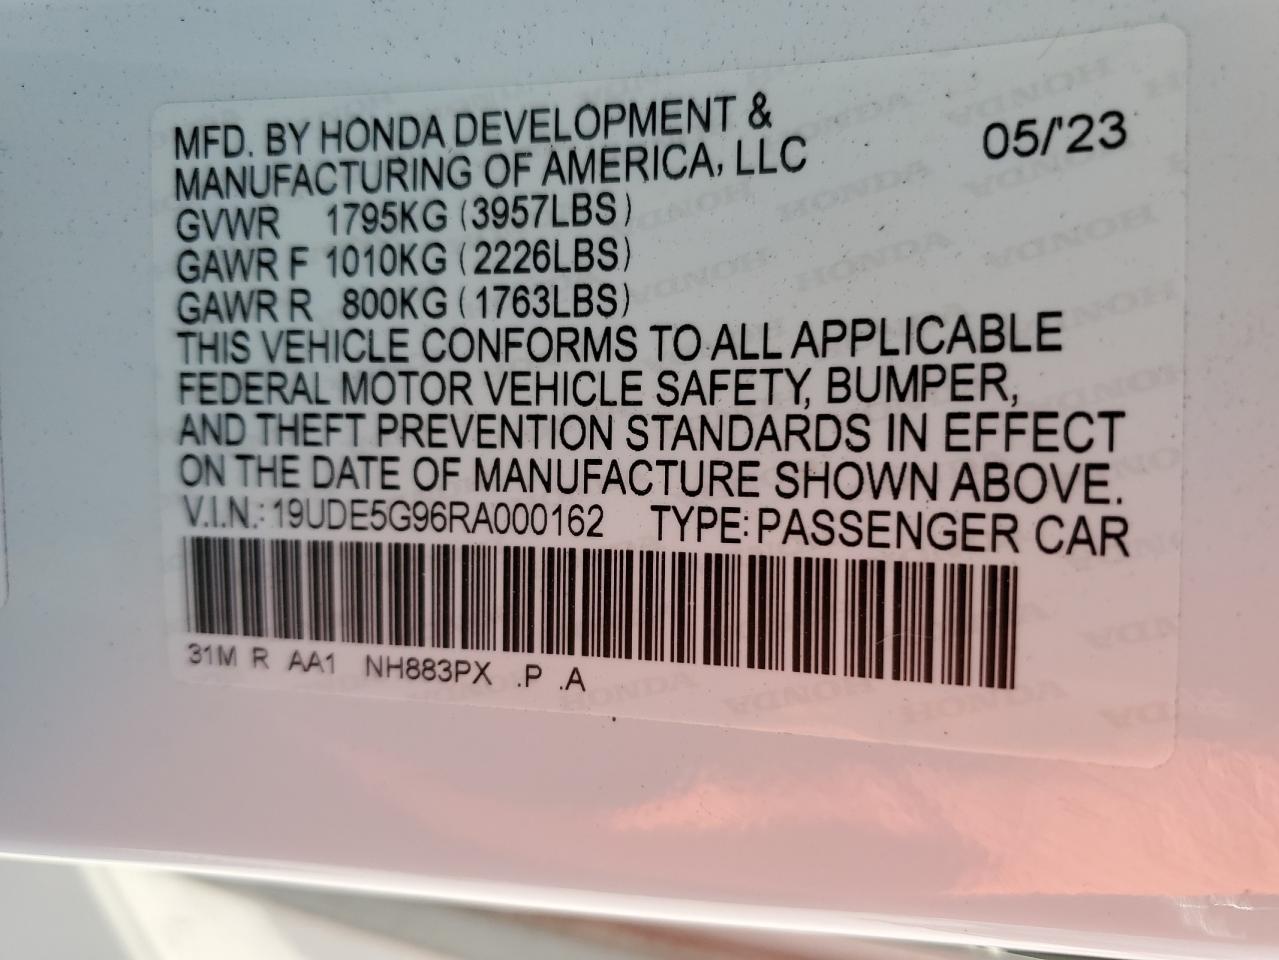 MFD. BY HONDA DEVELOPMENT &
MANUFACTURING OF AMERICA, LLC
05/'23
GVWR 1795KG (3957LBS)
GAWR F 1010KG (2226LBS)
GAWR R 800KG (1763LBS)
THIS VEHICLE CONFORMS TO ALL APPLICABLE
FEDERAL MOTOR VEHICLE SAFETY, BUMPER,
AND THEFT PREVENTION STANDARDS IN EFFECT
ON THE DATE OF MANUFACTURE SHOWN ABOVE.
V.I.N.: 19UDE5G96RA000162 TYPE: PASSENGER CAR
31M R AA1 NH883PX .P .A